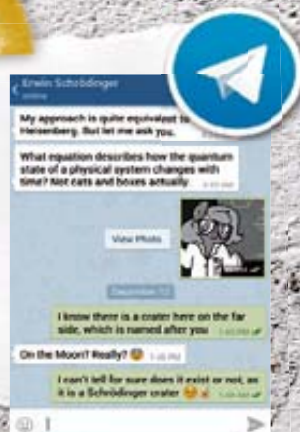 Erwin Schrödinger
online
My approach is quite equivalent to
Heisenberg. But let me ask you.
What equation describes how the quantum
state of a physical system changes with
time? Not cats and boxes actually.
View Photo
I know there is a crater here on the far
side, which is named after you
On the Moon? Really?
I can't tell for sure does it exist or not, as
it is a Schrödinger crater